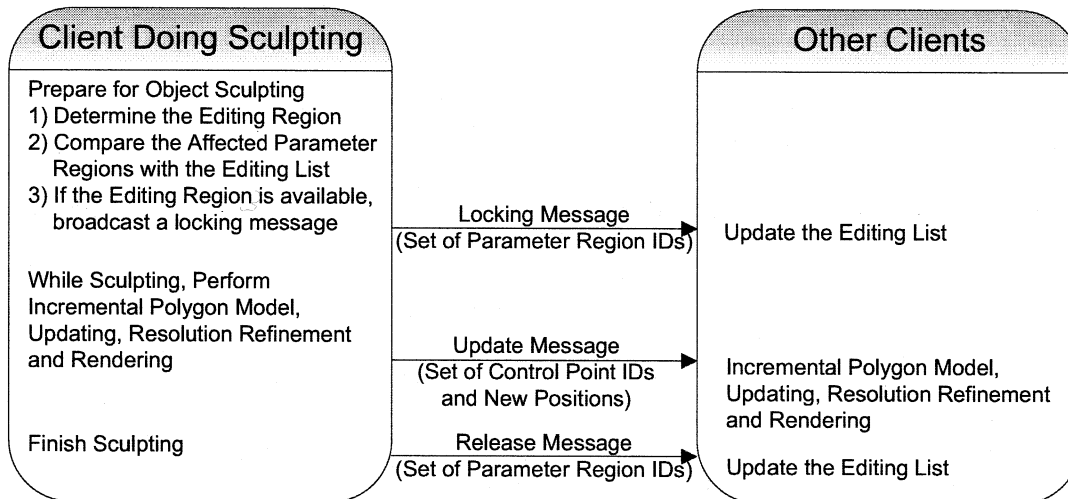 Client Doing Sculpting
Prepare for Object Sculpting
1) Determine the Editing Region
2) Compare the Affected Parameter
Regions with the Editing List
3) If the Editing Region is available,
broadcast a locking message
While Sculpting, Perform
Incremental Polygon Model,
Updating, Resolution Refinement
and Rendering
Finish Sculpting
Locking Message
(Set of Parameter Region IDs)
Update Message
(Set of Control Point IDs
and New Positions)
Release Message
(Set of Parameter Region IDs)
Other Clients
Update the Editing List
Incremental Polygon Model,
Updating, Resolution Refinement
and Rendering
Update the Editing List